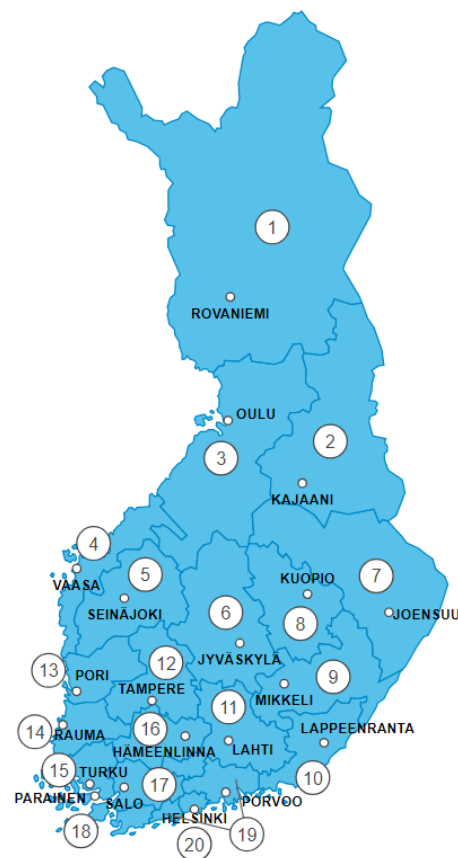 1
ROVANIEMI
OULU
2
3
KAJAANI
4
VAASA
5
SEINÄJOKI
KUOPIO
7
6
8
JOENSUU
JYVÄSKYLÄ
13
PORI
12
TAMPERE
9
MIKKELI
11
14
RAUMA
16
HÄMEENLINNA
LAHTI
LAPPEENRANTA
15
TURKU
17
10
PARAINEN
SALO
PORVOO
18
HELSINKI
19
20